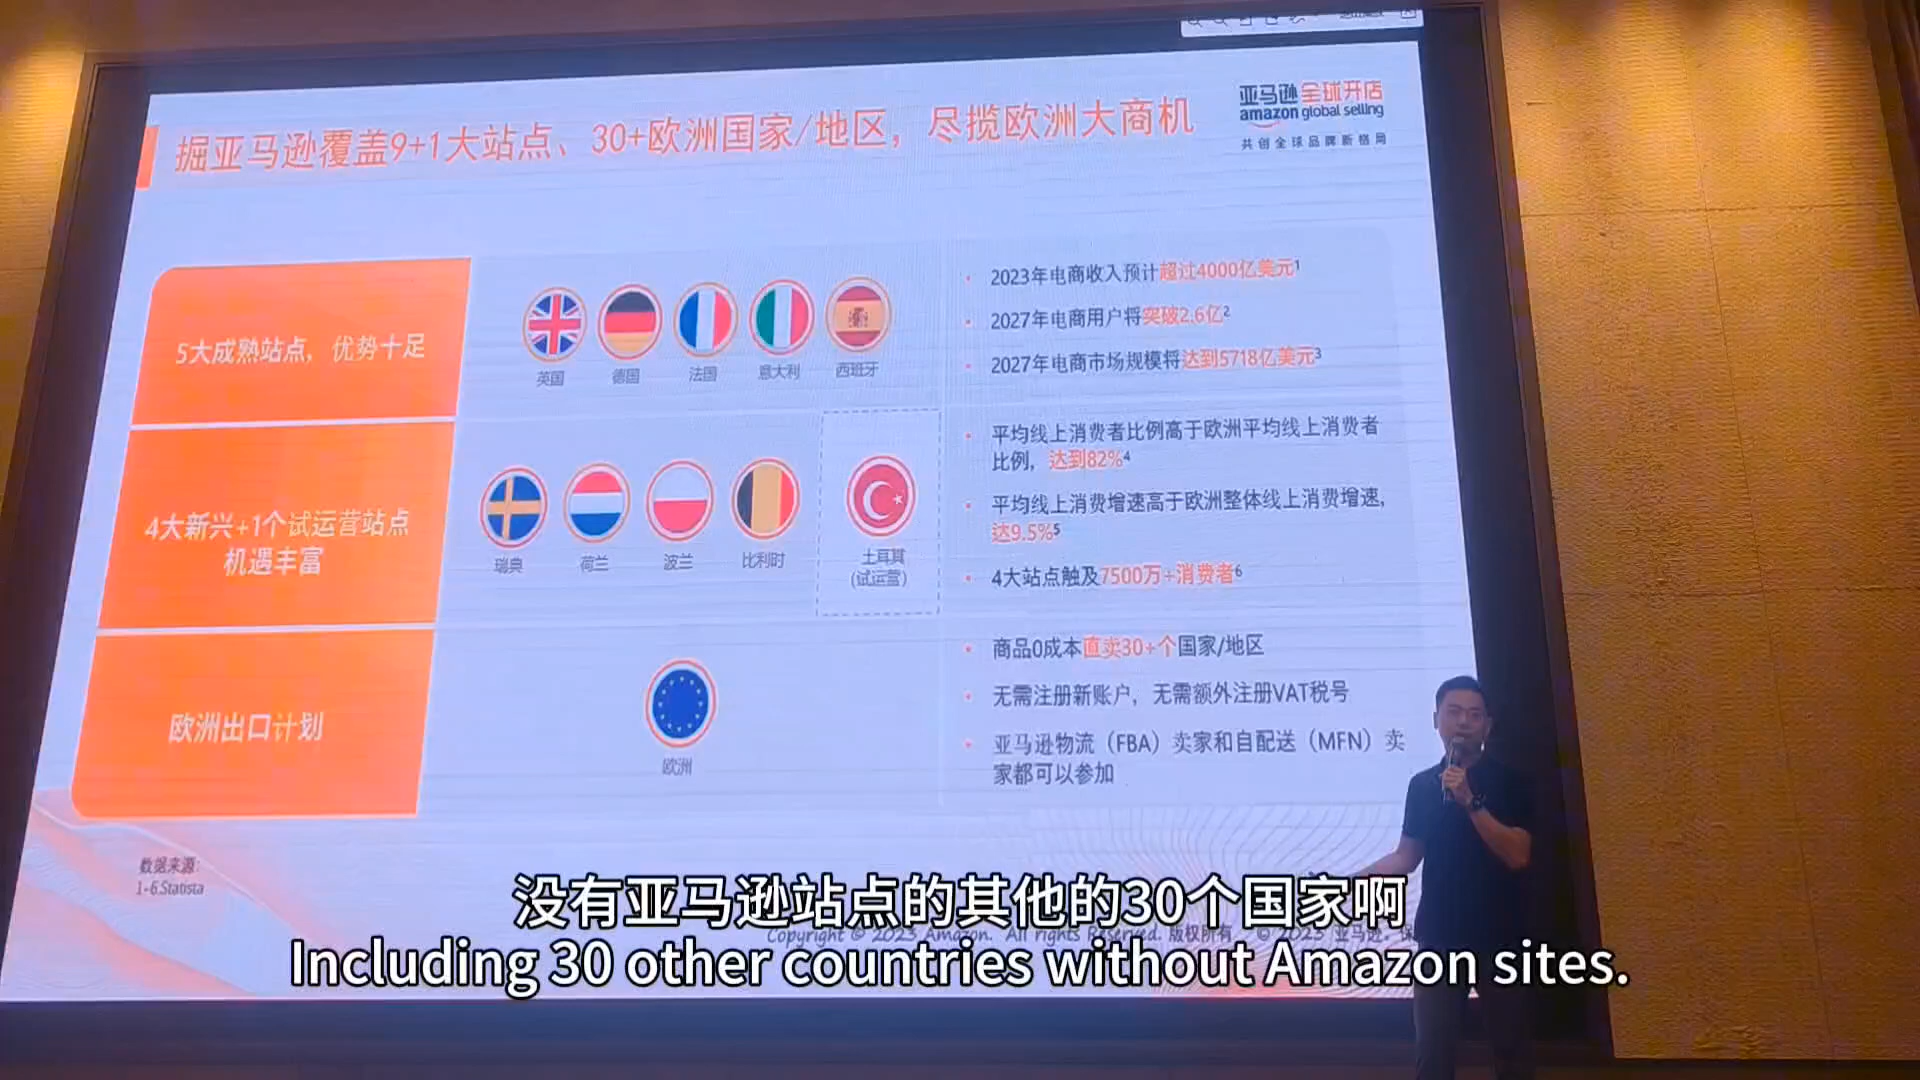 亚马逊全球开店
amazon global selling
共创全球品牌新格局
掘亚马逊覆盖9+1大站点、30+欧洲国家/地区，尽揽欧洲大商机
5大成熟站点，优势十足
英国
德国
法国
意大利
西班牙
2023年电商收入预计超过4000亿美元1
2027年电商用户将突破2.6亿2
2027年电商市场规模将达到5718亿美元3
4大新兴+1个试运营站点
机遇丰富
瑞典
荷兰
波兰
比利时
土耳其
(试运营)
平均线上消费者比例高于欧洲平均线上消费者
比例，达到82%4
平均线上消费增速高于欧洲整体线上消费增速，
达9.5%5
4大站点触及7500万+消费者6
欧洲出口计划
欧洲
商品0成本直卖30+个国家/地区
无需注册新账户，无需额外注册VAT税号
亚马逊物流（FBA）卖家和自配送（MFN）卖
家都可以参加
数据来源：
1-6.Statista
没有亚马逊站点的其他的30个国家啊
Copyright © 2023 Amazon. All rights Reserved. 版权所有 © 2023 亚马逊. 保
Including 30 other countries without Amazon sites.